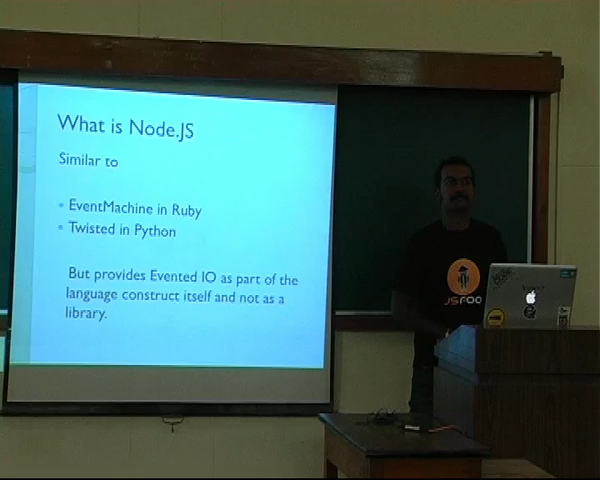 What is Node.JS
Similar to
EventMachine in Ruby
Twisted in Python
But provides Evented IO as part of the
language construct itself and not as a
library.
JSFOO